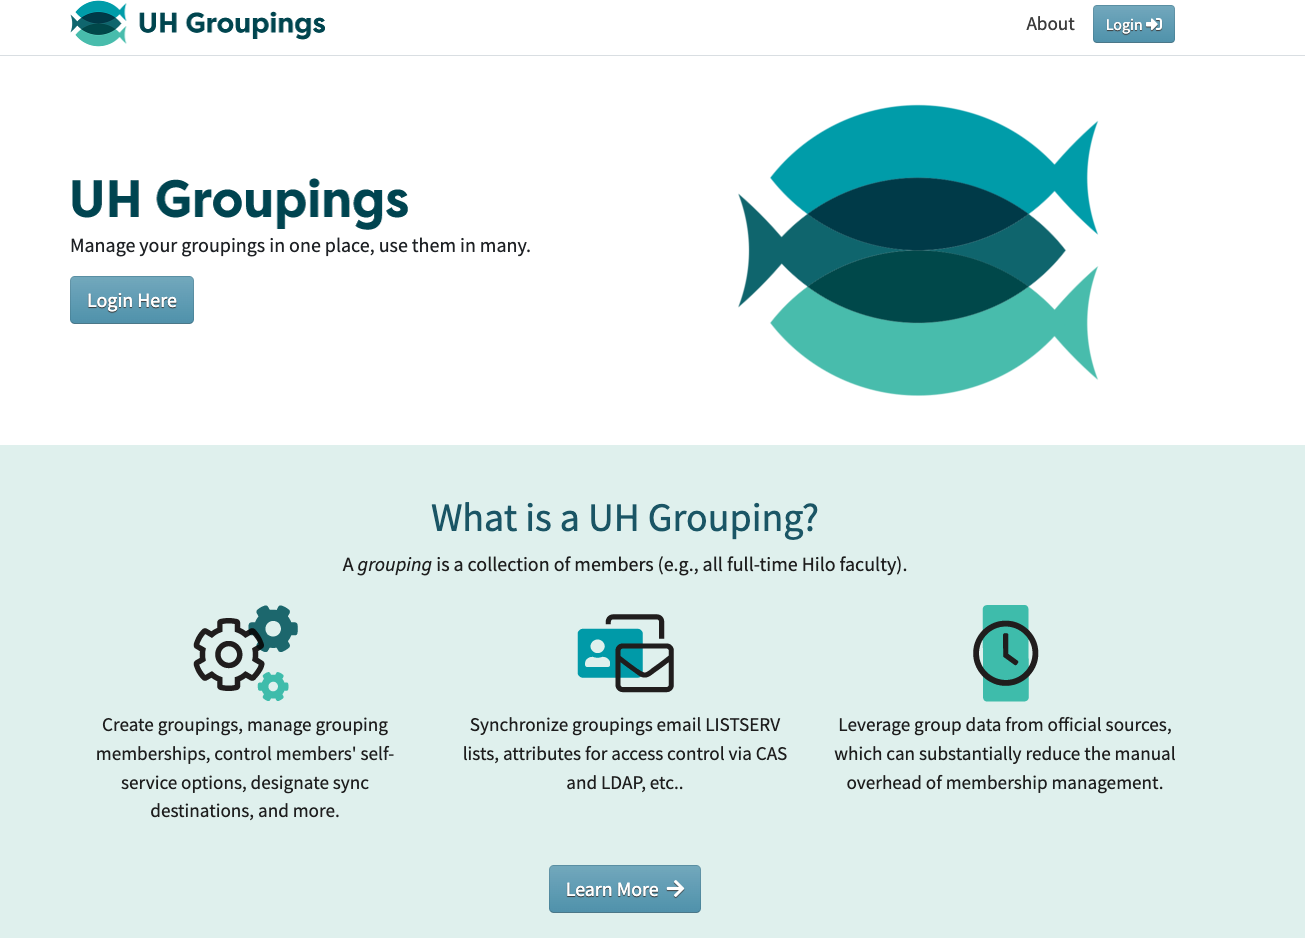 UH Groupings
About
Login
UH Groupings
Manage your groupings in one place, use them in many.
Login Here
What is a UH Grouping?
A grouping is a collection of members (e.g., all full-time Hilo faculty).
Create groupings, manage grouping
memberships, control members' self-
service options, designate sync
destinations, and more.
Synchronize groupings email LISTSERV
lists, attributes for access control via CAS
and LDAP, etc..
Leverage group data from official sources,
which can substantially reduce the manual
overhead of membership management.
Learn More